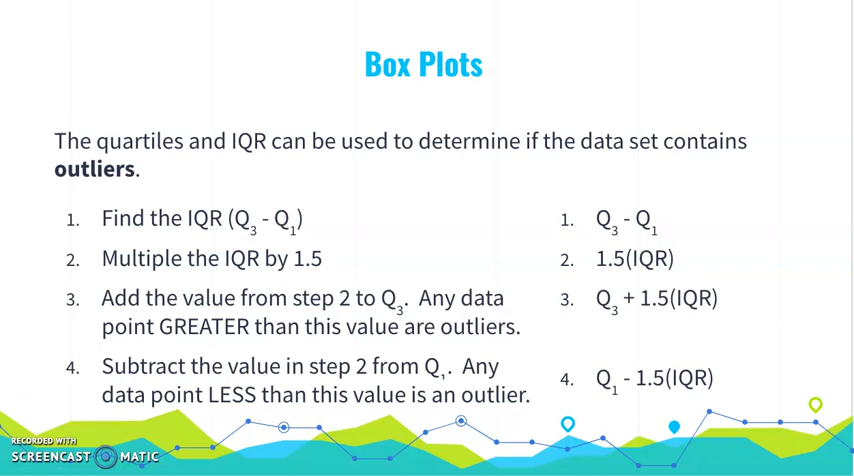 Box Plots
The quartiles and IQR can be used to determine if the data set contains
outliers.
1. Find the IQR (Q₃ - Q₁)
2. Multiple the IQR by 1.5
3. Add the value from step 2 to Q₃. Any data
point GREATER than this value are outliers.
4. Subtract the value in step 2 from Q₁. Any
data point LESS than this value is an outlier.
1. Q₃ - Q₁
2. 1.5(IQR)
3. Q₃ + 1.5(IQR)
4. Q₁ - 1.5(IQR)
RECORDED WITH
SCREENCAST MATIC